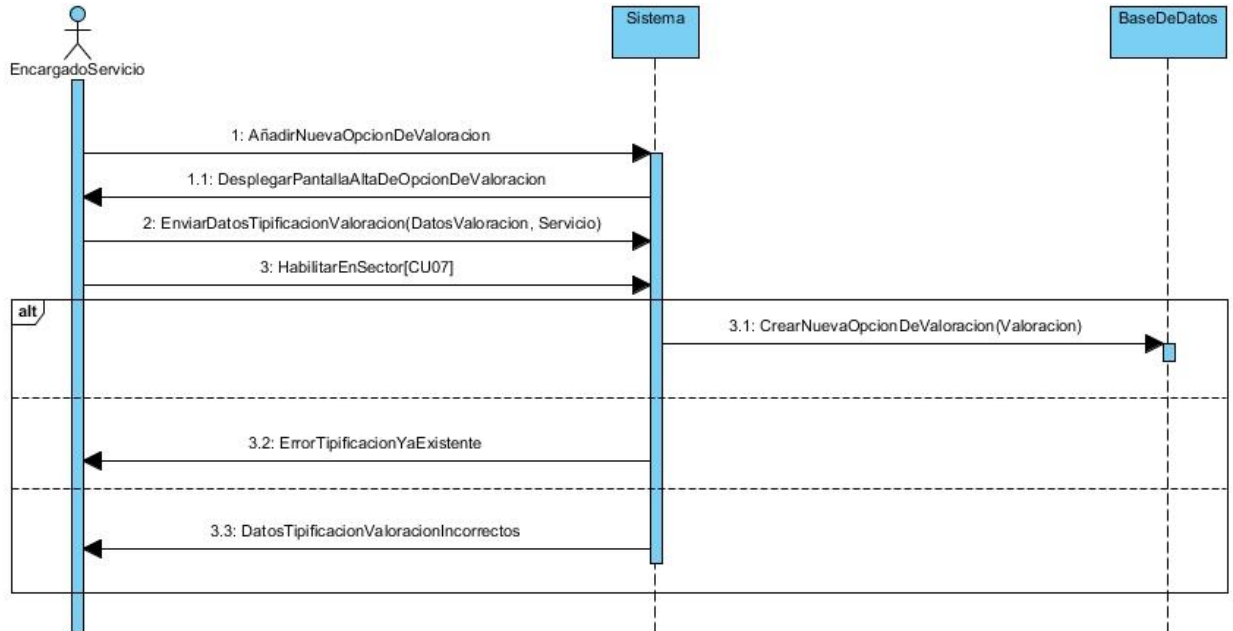 Sistema
BaseDeDatos
EncargadoServicio
1: AñadirNuevaOpcionDeValoracion
1.1: DesplegarPantallaAltaDeOpcionDeValoracion
2: EnviarDatosTipificacionValoracion(DatosValoracion, Servicio)
3: HabilitarEnSector[CU07]
alt
3.1: CrearNuevaOpcionDeValoracion(Valoracion)
3.2: ErrorTipificacionYaExistente
3.3: DatosTipificacionValoracionIncorrectos